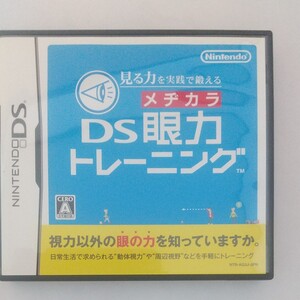 Nintendo
NINTENDO DS
見る力を実践で鍛える
メヂカラ
DS 眼力
トレーニング™
CERO
A
視力以外の眼の力を知っていますか。
日常生活で求められる"動体視力"や"周辺視野"などを手軽にトレーニング